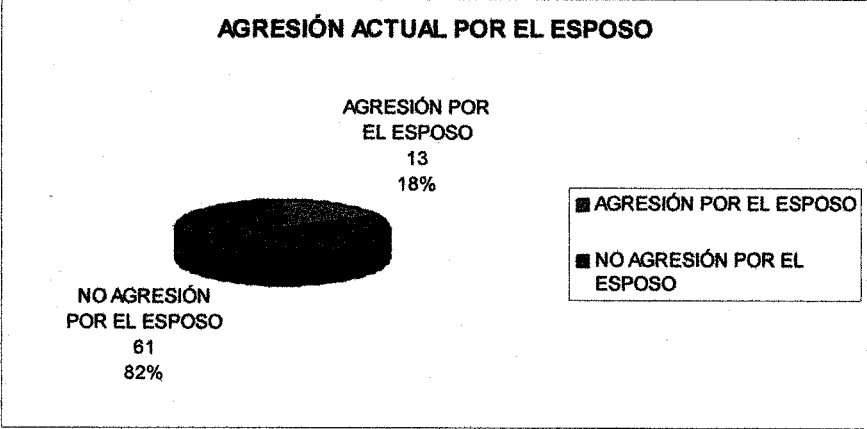 AGRESIÓN ACTUAL POR EL ESPOSO
AGRESIÓN POR
EL ESPOSO
13
18%
NO AGRESIÓN
POR EL ESPOSO
61
82%
AGRESIÓN POR EL ESPOSO
NO AGRESIÓN POR EL
ESPOSO